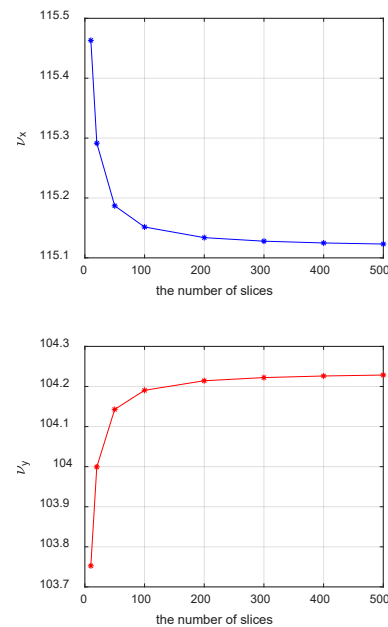 115.5
115.4
115.3
115.2
115.1
ν_x
0 100 200 300 400 500
the number of slices
104.3
104.2
104.1
104
103.9
103.8
103.7
ν_y
0 100 200 300 400 500
the number of slices